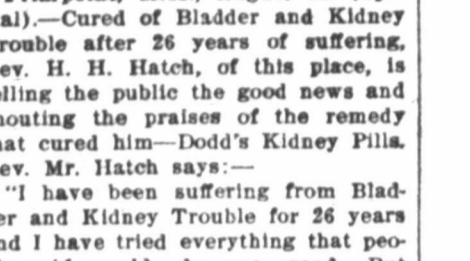 al).—Cured of Bladder and Kidney
rouble after 26 years of suffering,
ev. H. H. Hatch, of this place, is
lling the public the good news and
houting the praises of the remedy
hat cured him—Dodd's Kidney Pills.
ev. Mr. Hatch says:—
"I have been suffering from Blad-
er and Kidney Trouble for 26 years
nd I have tried everything that peo-